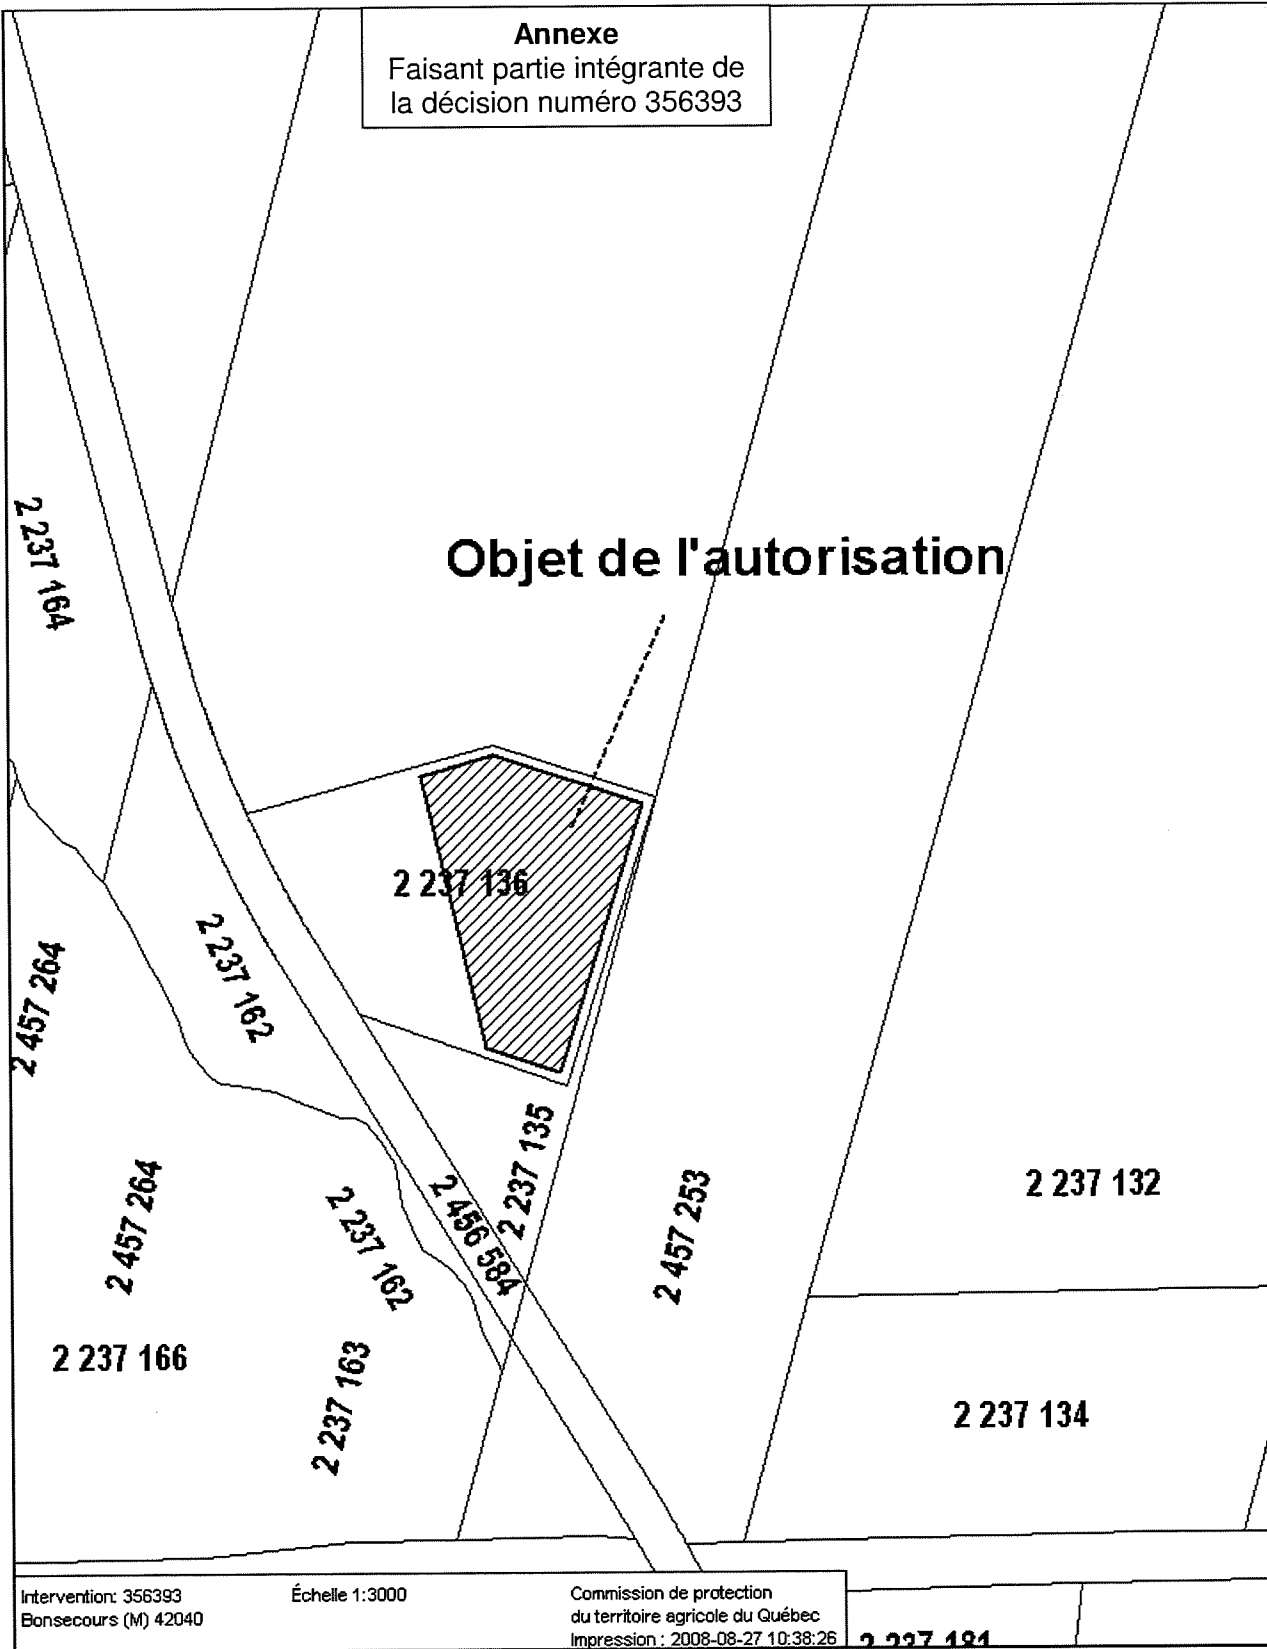 Annexe
Faisant partie intégrante de
la décision numéro 356393
2 237 164
Objet de l'autorisation
2 237 136
2 237 162
2 457 264
2 237 135
2 457 264
2 237 162
2 456 584
2 457 253
2 237 132
2 237 166
2 237 163
2 237 134
Intervention: 356393
Bonsecours (M) 42040
Échelle 1:3000
Commission de protection
du territoire agricole du Québec
Impression : 2008-08-27 10:38:26
2 237 181